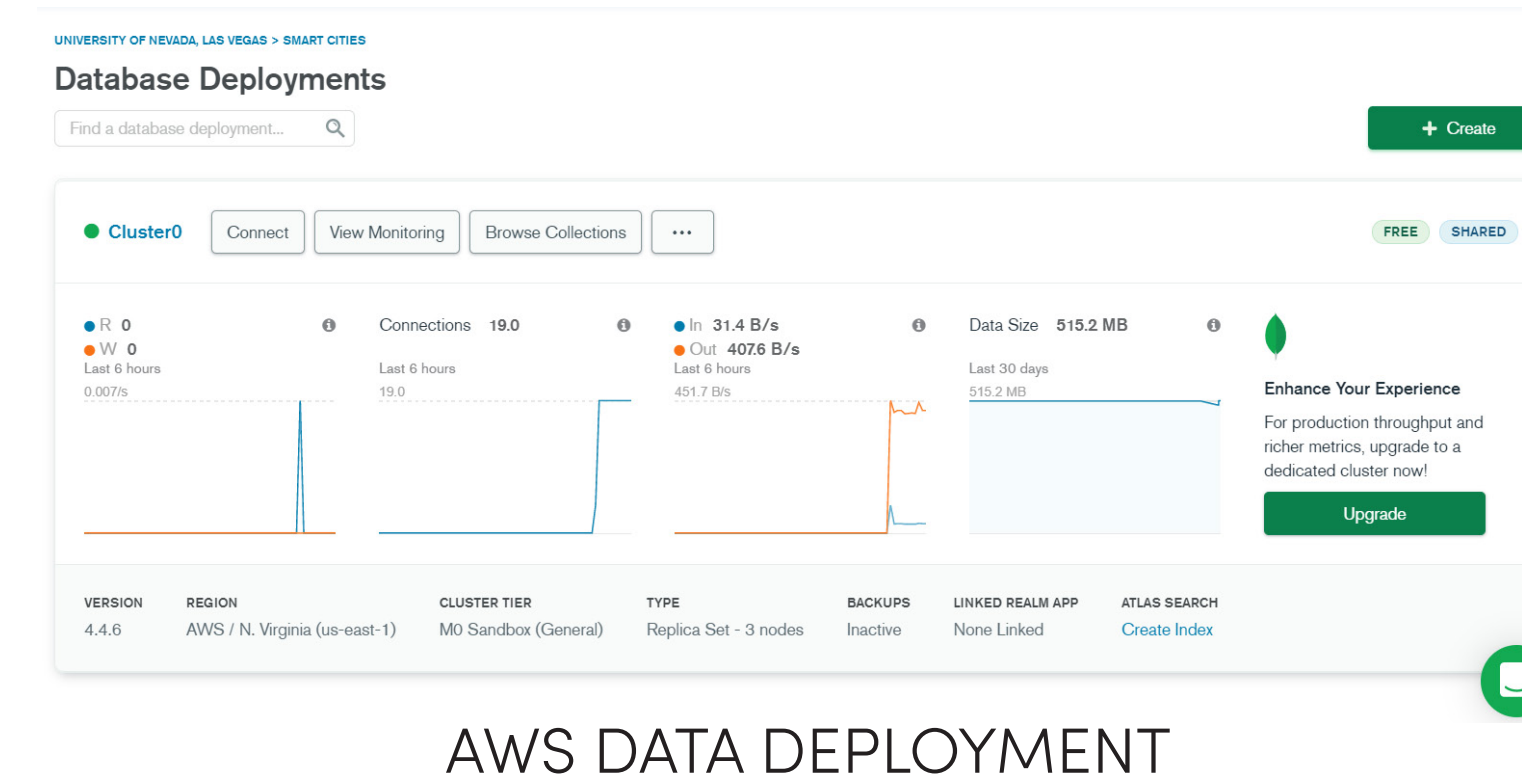 UNIVERSITY OF NEVADA, LAS VEGAS > SMART CITIES
Database Deployments
Find a database deployment...
+ Create
Cluster0
Connect
View Monitoring
Browse Collections
...
FREE
SHARED
R 0
W 0
Last 6 hours
0.007/s
Connections 19.0
Last 6 hours
19.0
In 31.4 B/s
Out 407.6 B/s
Last 6 hours
451.7 B/s
Data Size 515.2 MB
Last 30 days
515.2 MB
Enhance Your Experience
For production throughput and
richer metrics, upgrade to a
dedicated cluster now!
Upgrade
VERSION
4.4.6
REGION
AWS / N. Virginia (us-east-1)
CLUSTER TIER
M0 Sandbox (General)
TYPE
Replica Set - 3 nodes
BACKUPS
Inactive
LINKED REALM APP
None Linked
ATLAS SEARCH
Create Index
AWS DATA DEPLOYMENT